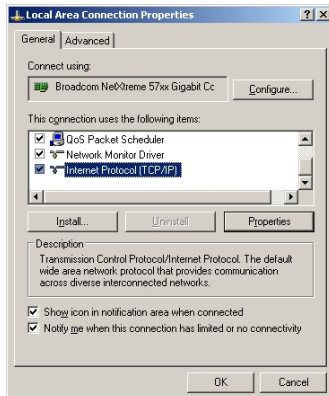 Local Area Connection Properties
General Advanced
Connect using:
Broadcom NetXtreme 57xx Gigabit Cc
Configure...
This connection uses the following items:
QoS Packet Scheduler
Network Monitor Driver
Internet Protocol (TCP/IP)
Install... Uninstall Properties
Description
Transmission Control Protocol/Internet Protocol. The default
wide area network protocol that provides communication
across diverse interconnected networks.
Show icon in notification area when connected
Notify me when this connection has limited or no connectivity
OK Cancel